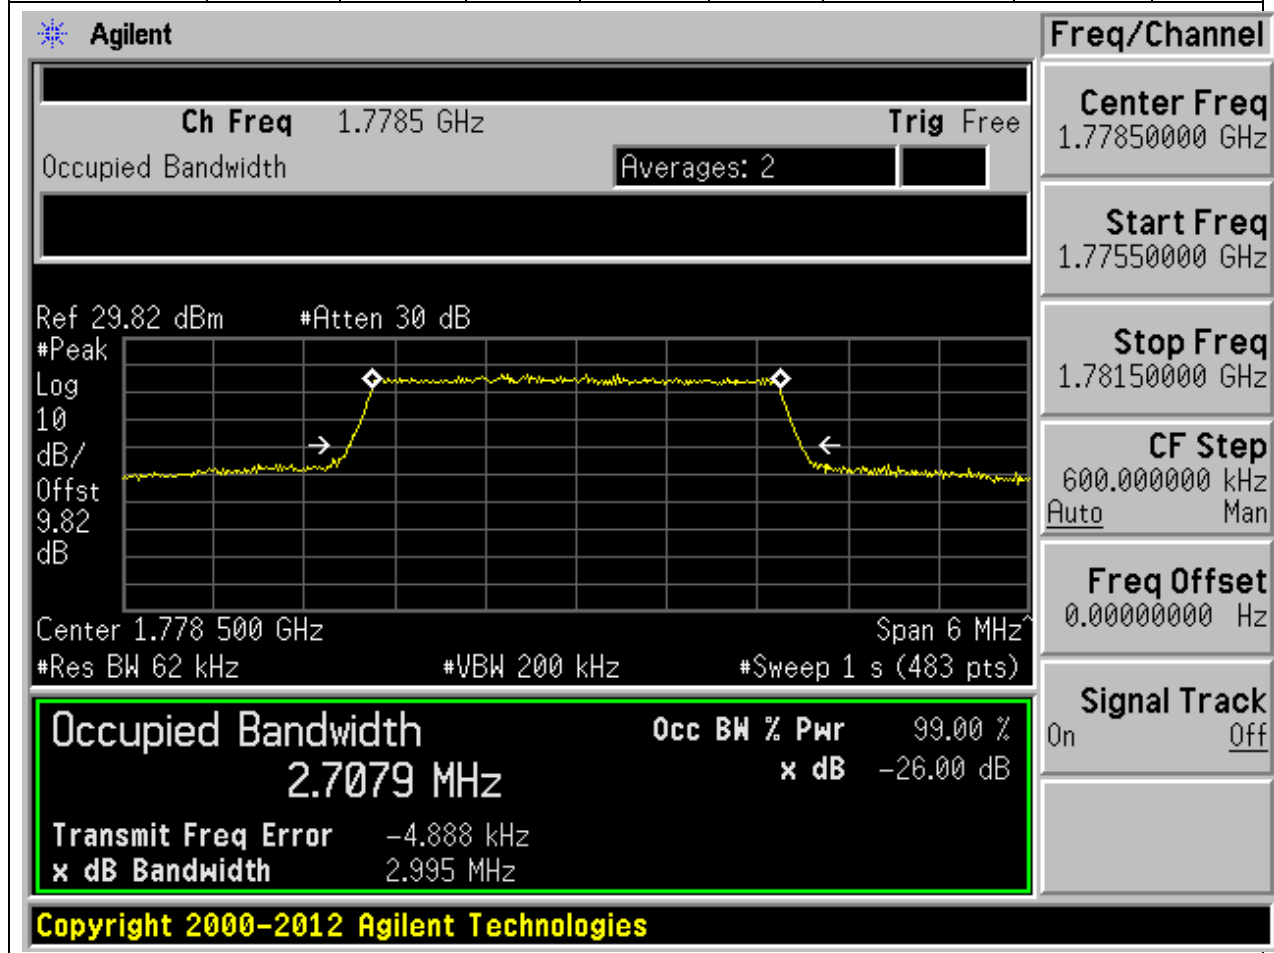 Agilent
Freq/Channel
Ch Freq 1.7785 GHz Trig Free
Occupied Bandwidth Averages: 2
Center Freq
1.77850000 GHz
Start Freq
1.77550000 GHz
Stop Freq
1.78150000 GHz
CF Step
600.000000 kHz
Auto Man
Freq Offset
0.00000000 Hz
Signal Track
On Off
Ref 29.82 dBm #Atten 30 dB
#Peak
Log
10
dB/
Offst
9.82
dB
Center 1.778 500 GHz Span 6 MHz^
#Res BW 62 kHz #VBW 200 kHz #Sweep 1 s (483 pts)
Occupied Bandwidth Occ BW % Pwr 99.00 %
2.7079 MHz x dB -26.00 dB
Transmit Freq Error -4.888 kHz
x dB Bandwidth 2.995 MHz
Copyright 2000-2012 Agilent Technologies